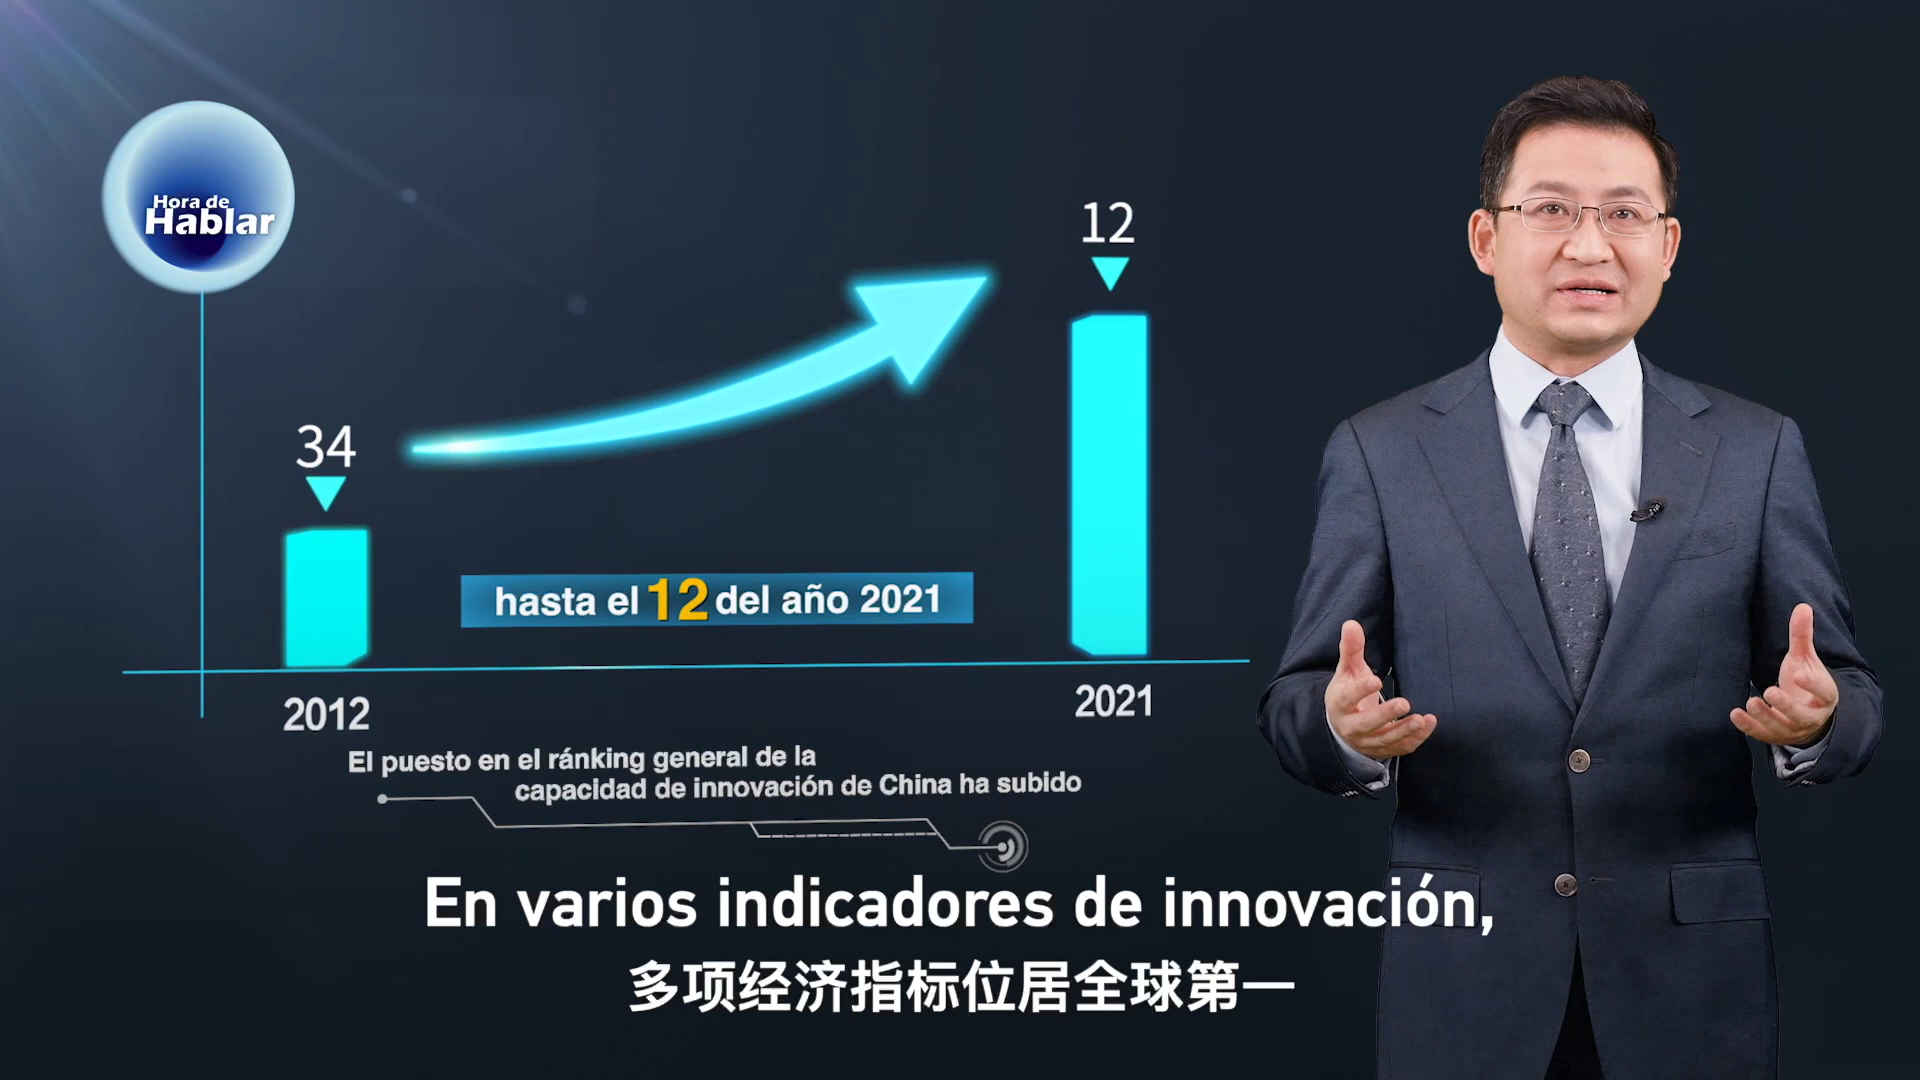 Hora de
Hablar
12
34
hasta el 12 del año 2021
2012
2021
El puesto en el ránking general de la
capacidad de innovación de China ha subido
En varios indicadores de innovación,
多项经济指标位居全球第一